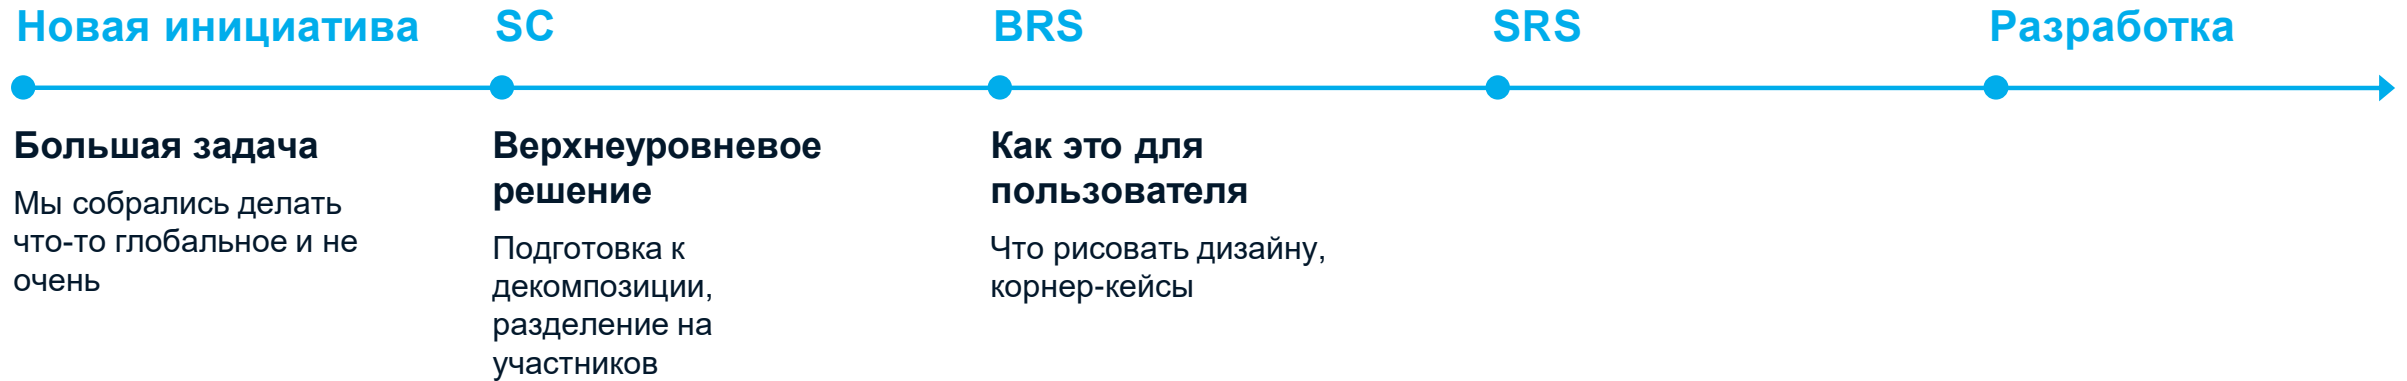 Новая инициатива
SC
BRS
SRS
Разработка
Большая задача
Мы собрались делать
что-то глобальное и не
очень
Верхнеуровневое
решение
Подготовка к
декомпозиции,
разделение на
участников
Как это для
пользователя
Что рисовать дизайну,
корнер-кейсы